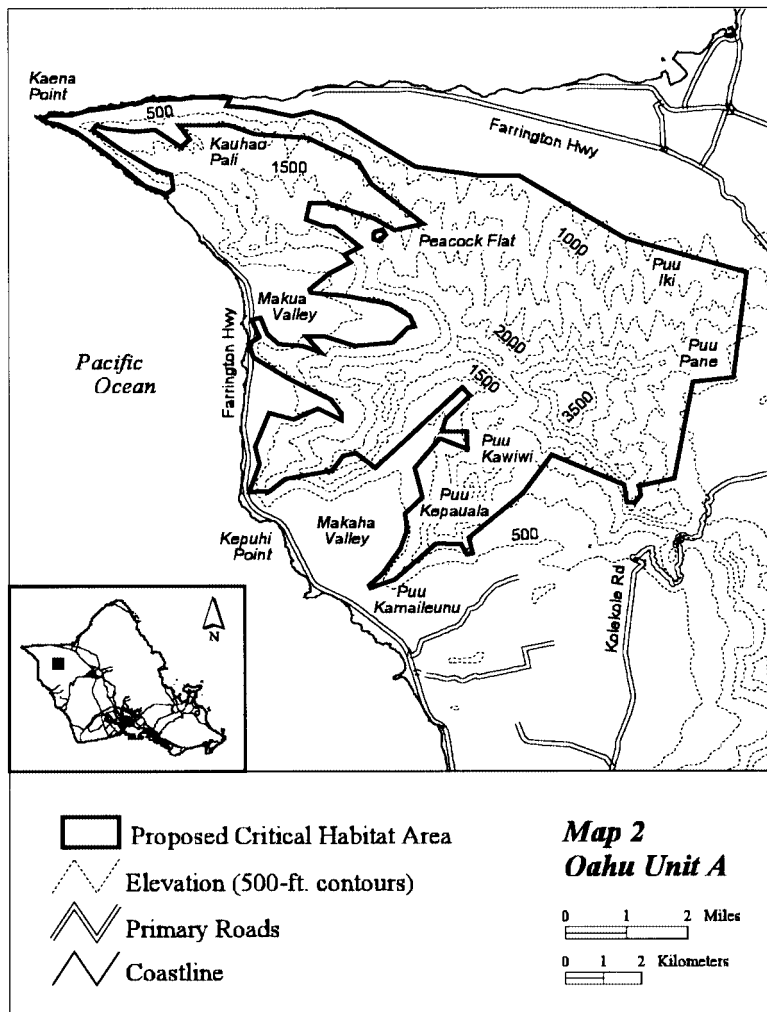 Kaena
Point
500
Kauhao
Pali
1500
Farrington Hwy
Peacock Flat
1000
Puu
Iki
Makua
Valley
Farrington Hwy
2000
Puu
Pane
Pacific
Ocean
1500
3500
Puu
Kawiwi
Puu
Kepauala
Makaha
Valley
Kepuhi
Point
500
Puu
Kamaileunu
Kolekole Rd
N
Proposed Critical Habitat Area
Elevation (500-ft. contours)
Primary Roads
Coastline
Map 2
Oahu Unit A
0 1 2 Miles
0 1 2 Kilometers